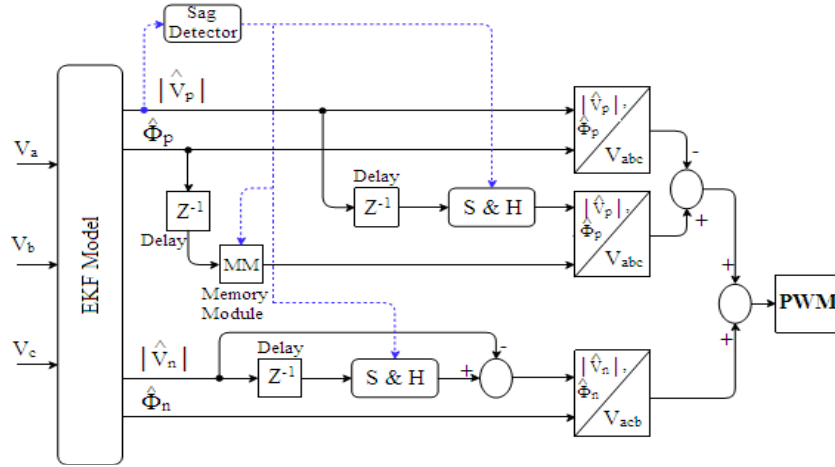 Sag
Detector
| V̂p |
Φ̂p
Va
Vb
Vc
EKF Model
Z-1
Delay
MM
Memory
Module
Delay
Z-1
S & H
| V̂p | ,
Φ̂p
Vabc
-
+
| V̂p | ,
Φ̂p
Vabc
+
+
PWM
| V̂n |
Φ̂n
Delay
Z-1
S & H
-
+
| V̂n | ,
Φ̂n
Vacb